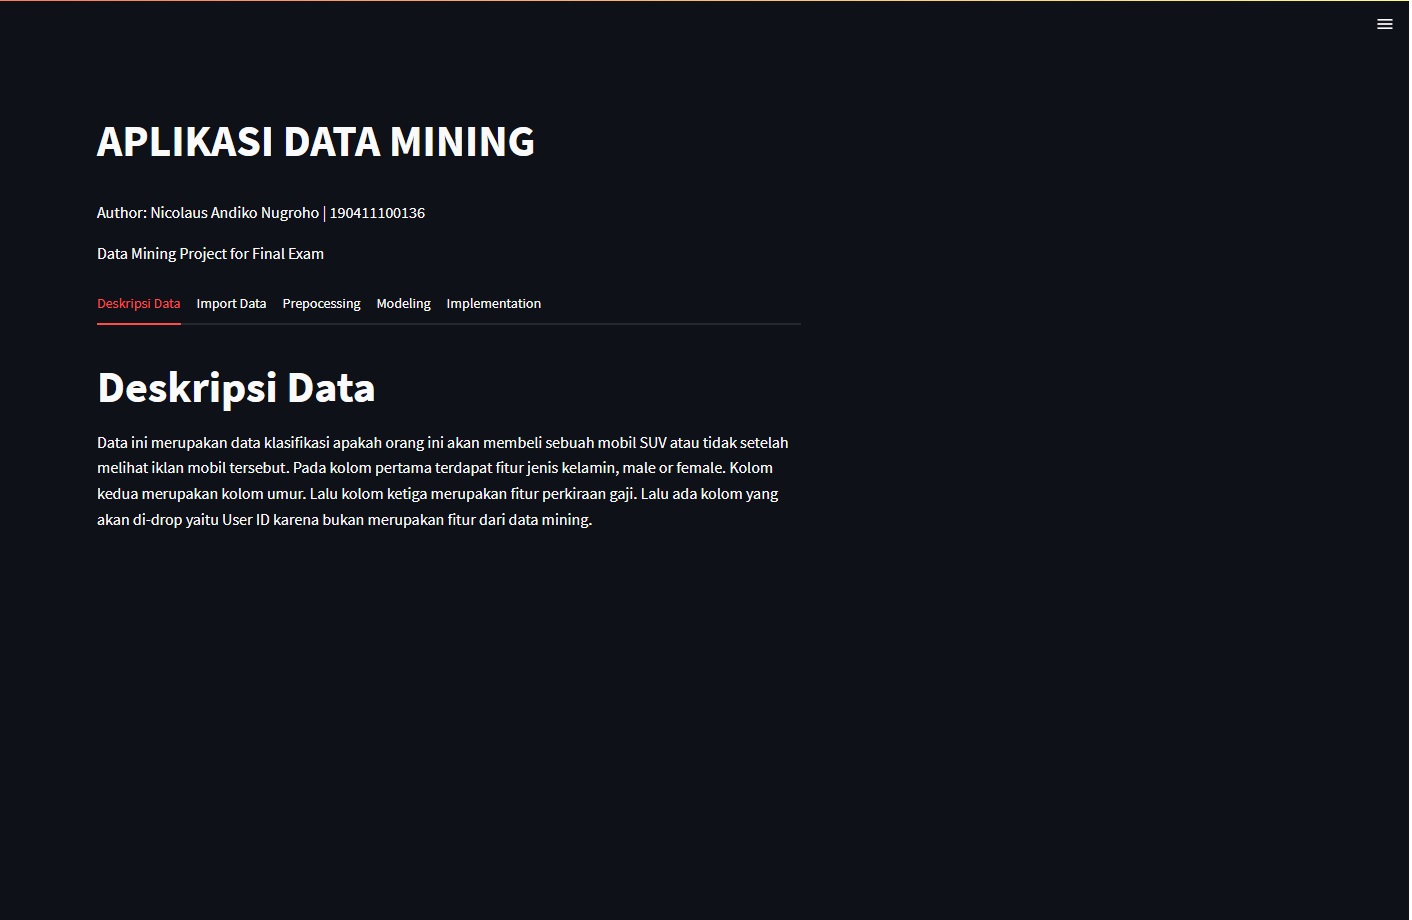 APLIKASI DATA MINING
Author: Nicolaus Andiko Nugroho | 190411100136
Data Mining Project for Final Exam
Deskripsi Data Import Data Prepocessing Modeling Implementation
Deskripsi Data
Data ini merupakan data klasifikasi apakah orang ini akan membeli sebuah mobil SUV atau tidak setelah
melihat iklan mobil tersebut. Pada kolom pertama terdapat fitur jenis kelamin, male or female. Kolom
kedua merupakan kolom umur. Lalu kolom ketiga merupakan fitur perkiraan gaji. Lalu ada kolom yang
akan di-drop yaitu User ID karena bukan merupakan fitur dari data mining.